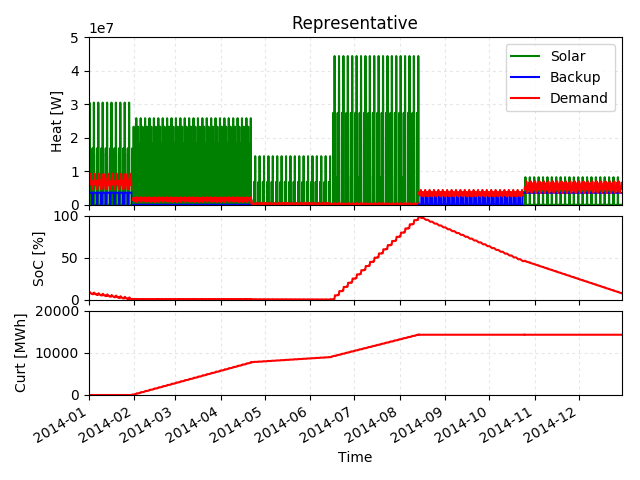 Representative
1e7
5
4
3
2
1
0
Heat [W]
Solar
Backup
Demand
100
50
0
SoC [%]
20000
10000
0
Curt [MWh]
2014-01
2014-02
2014-03
2014-04
2014-05
2014-06
2014-07
2014-08
2014-09
2014-10
2014-11
2014-12
Time